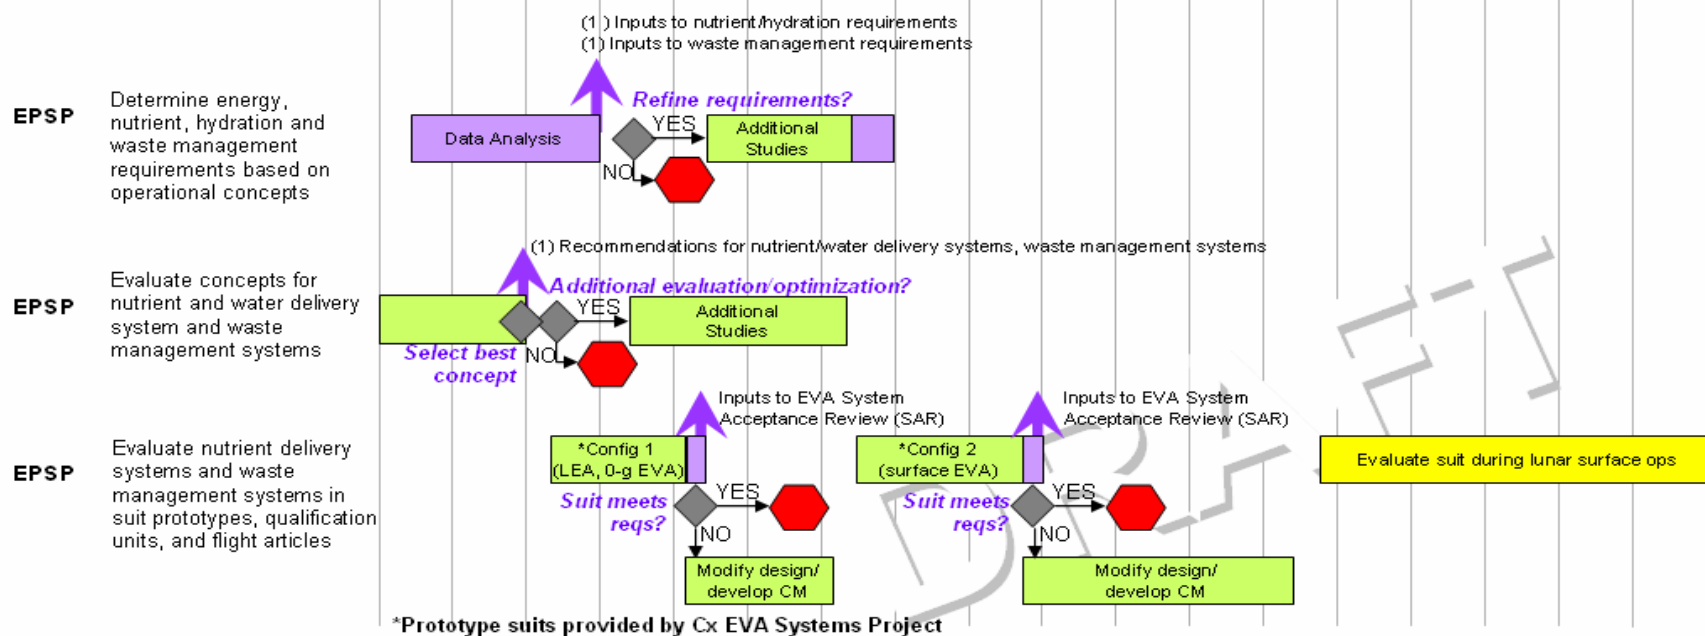 (1 ) Inputs to nutrient/hydration requirements
(1) Inputs to waste management requirements
EPSP
Determine energy,
nutrient, hydration and
waste management
requirements based on
operational concepts
Data Analysis
Refine requirements?
YES
NO
Additional
Studies
(1) Recommendations for nutrient/water delivery systems, waste management systems
EPSP
Evaluate concepts for
nutrient and water delivery
system and waste
management systems
Select best
concept
Additional evaluation/optimization?
YES
NO
Additional
Studies
EPSP
Evaluate nutrient delivery
systems and waste
management systems in
suit prototypes, qualification
units, and flight articles
*Config 1
(LEA, 0-g EVA)
Inputs to EVA System
Acceptance Review (SAR)
Suit meets
reqs?
YES
NO
Modify design/
develop CM
*Config 2
(surface EVA)
Inputs to EVA System
Acceptance Review (SAR)
Suit meets
reqs?
YES
NO
Modify design/
develop CM
Evaluate suit during lunar surface ops
DRAFT
*Prototype suits provided by Cx EVA Systems Project